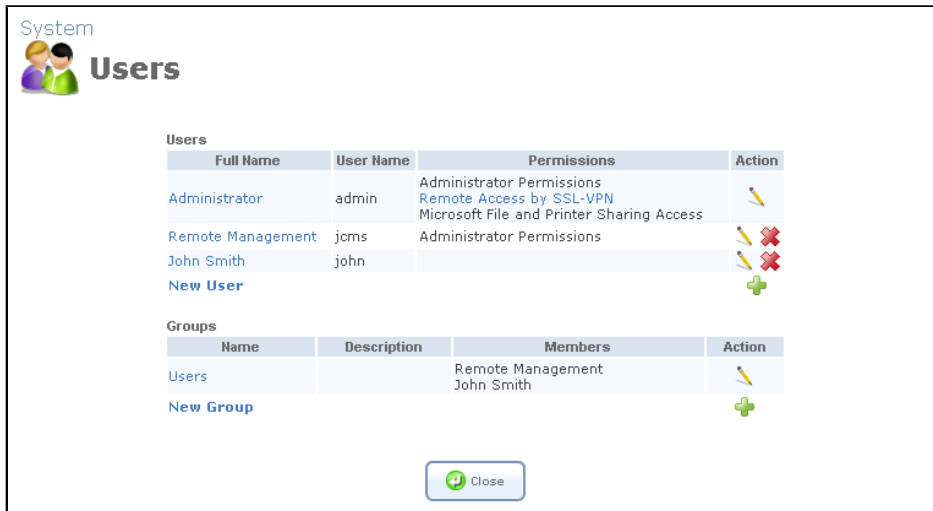 System
Users
Users
Full Name User Name Permissions Action
Administrator admin Administrator Permissions
Remote Access by SSL-VPN
Microsoft File and Printer Sharing Access
Remote Management jcms Administrator Permissions
John Smith john
New User
Groups
Name Description Members Action
Users Remote Management
John Smith
New Group
Close